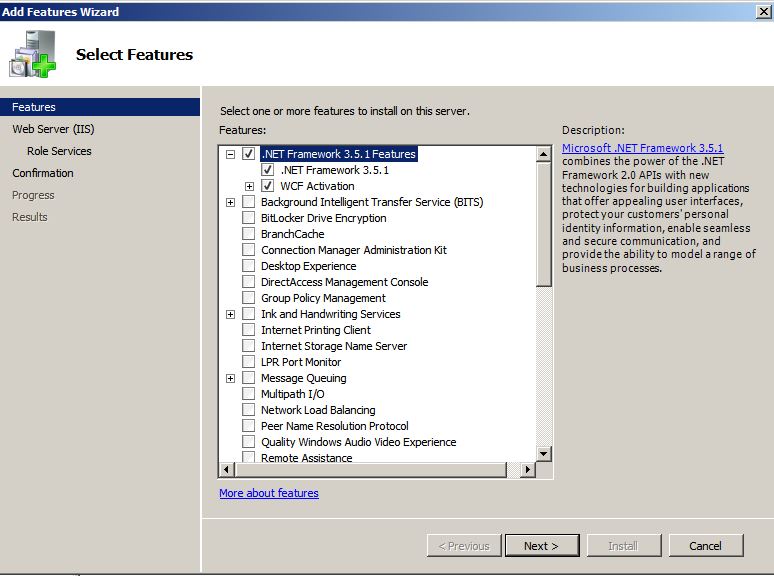 Add Features Wizard
Select Features
Features
Web Server (IIS)
Role Services
Confirmation
Progress
Results
Select one or more features to install on this server.
Features:
.NET Framework 3.5.1 Features
.NET Framework 3.5.1
WCF Activation
Background Intelligent Transfer Service (BITS)
BitLocker Drive Encryption
BranchCache
Connection Manager Administration Kit
Desktop Experience
DirectAccess Management Console
Group Policy Management
Ink and Handwriting Services
Internet Printing Client
Internet Storage Name Server
LPR Port Monitor
Message Queuing
Multipath I/O
Network Load Balancing
Peer Name Resolution Protocol
Quality Windows Audio Video Experience
Remote Assistance
More about features
Description:
Microsoft .NET Framework 3.5.1
combines the power of the .NET
Framework 2.0 APIs with new
technologies for building applications
that offer appealing user interfaces,
protect your customers' personal
identity information, enable seamless
and secure communication, and
provide the ability to model a range of
business processes.
< Previous
Next >
Install
Cancel